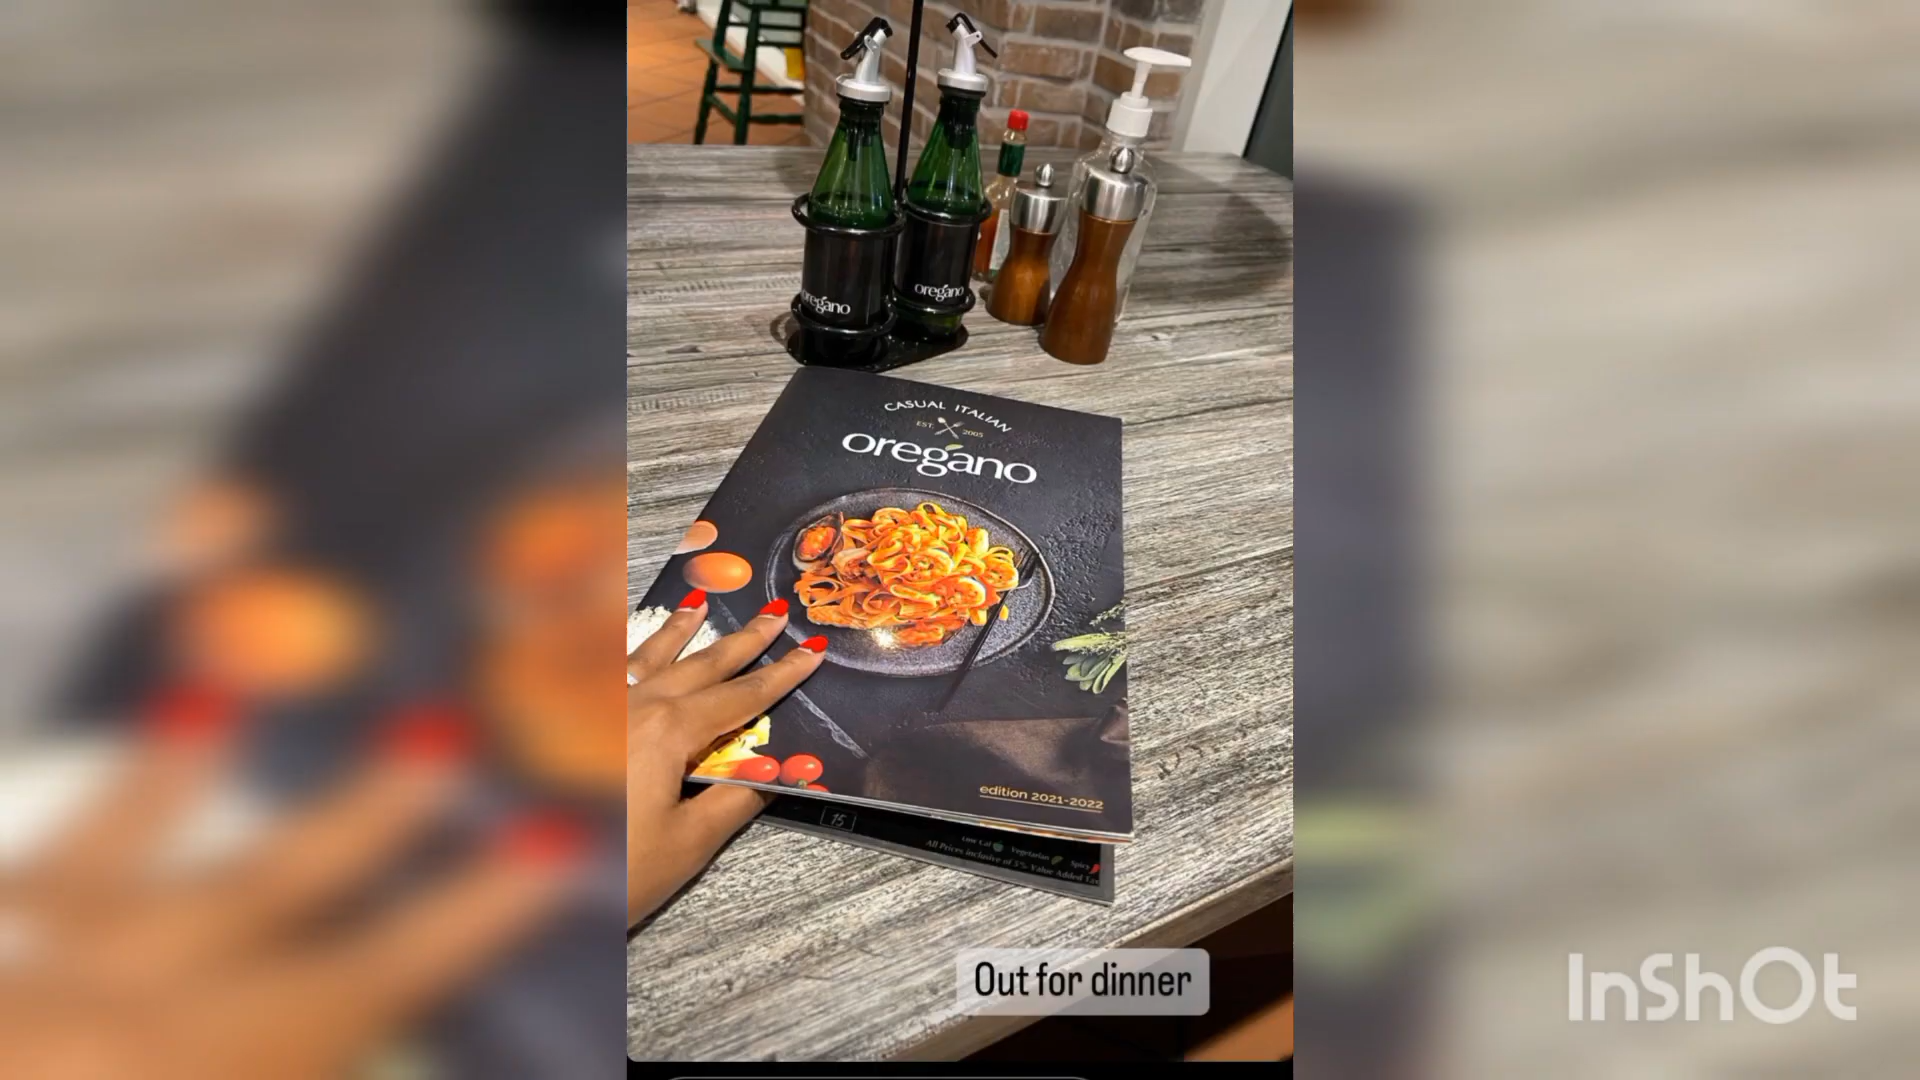 oregano
oregano
CASUAL ITALIAN
EST. 2005
oregano
edition 2021-2022
15
Low Cal Vegetarian Spicy
All Prices inclusive of 5% Value Added Tax
Out for dinner
InShOt